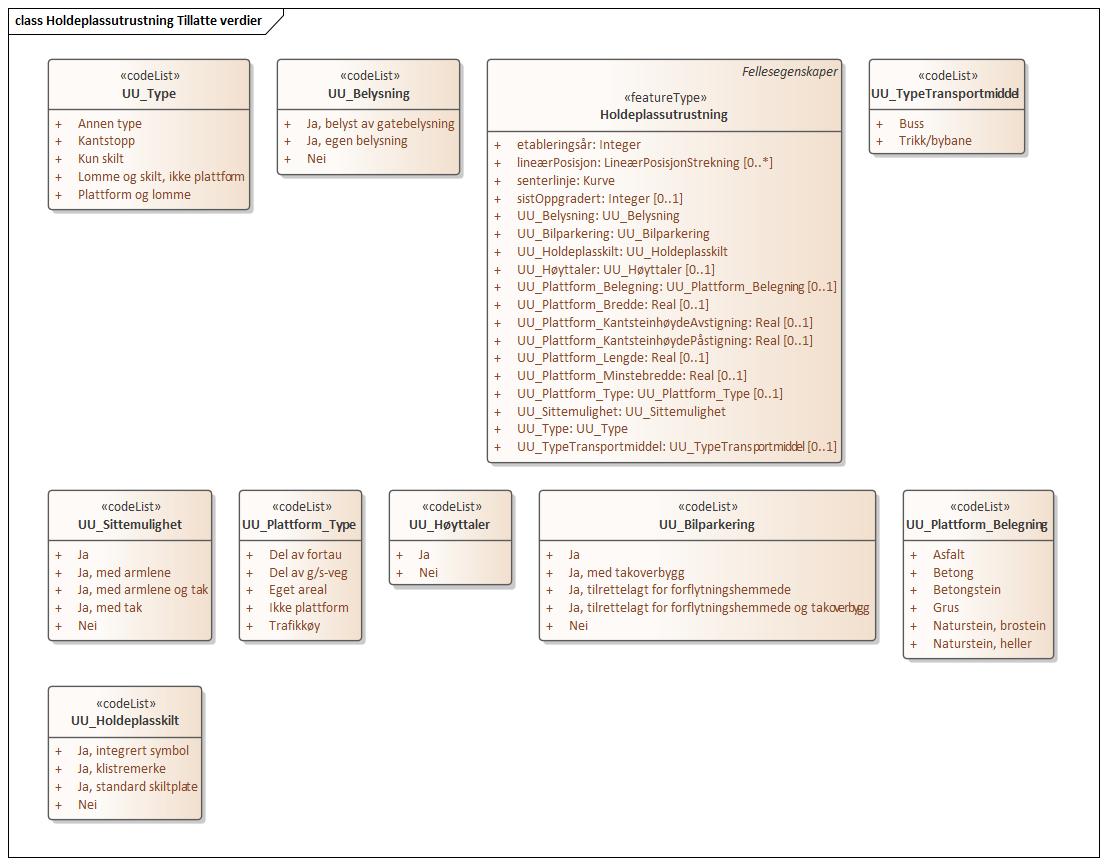 class Holdeplassutrustning Tillatte verdier
«codeList»
UU_Type
+ Annen type
+ Kantstopp
+ Kun skilt
+ Lomme og skilt, ikke plattform
+ Plattform og lomme
«codeList»
UU_Belysning
+ Ja, belyst av gatebelysning
+ Ja, egen belysning
+ Nei
Fellesegenskaper
«featureType»
Holdeplassutrustning
+ etableringsår: Integer
+ lineærPosisjon: LineærPosisjonStrekning [0..*]
+ senterlinje: Kurve
+ sistOppgradert: Integer [0..1]
+ UU_Belysning: UU_Belysning
+ UU_Bilparkering: UU_Bilparkering
+ UU_Holdeplasskilt: UU_Holdeplasskilt
+ UU_Høyttaler: UU_Høyttaler [0..1]
+ UU_Plattform_Belegning: UU_Plattform_Belegning [0..1]
+ UU_Plattform_Bredde: Real [0..1]
+ UU_Plattform_KantsteinhøydeAvstigning: Real [0..1]
+ UU_Plattform_KantsteinhøydePåstigning: Real [0..1]
+ UU_Plattform_Lengde: Real [0..1]
+ UU_Plattform_Minstebredde: Real [0..1]
+ UU_Plattform_Type: UU_Plattform_Type [0..1]
+ UU_Sittemulighet: UU_Sittemulighet
+ UU_Type: UU_Type
+ UU_TypeTransportmiddel: UU_TypeTransportmiddel [0..1]
«codeList»
UU_TypeTransportmiddel
+ Buss
+ Trikk/bybane
«codeList»
UU_Sittemulighet
+ Ja
+ Ja, med armlene
+ Ja, med armlene og tak
+ Ja, med tak
+ Nei
«codeList»
UU_Plattform_Type
+ Del av fortau
+ Del av g/s-veg
+ Eget areal
+ Ikke plattform
+ Trafikkøy
«codeList»
UU_Høyttaler
+ Ja
+ Nei
«codeList»
UU_Bilparkering
+ Ja
+ Ja, med takoverbygg
+ Ja, tilrettelagt for forflytningshemmede
+ Ja, tilrettelagt for forflytningshemmede og takoverbygg
+ Nei
«codeList»
UU_Plattform_Belegning
+ Asfalt
+ Betong
+ Betongstein
+ Grus
+ Naturstein, brostein
+ Naturstein, heller
«codeList»
UU_Holdeplasskilt
+ Ja, integrert symbol
+ Ja, klistremerke
+ Ja, standard skiltplate
+ Nei